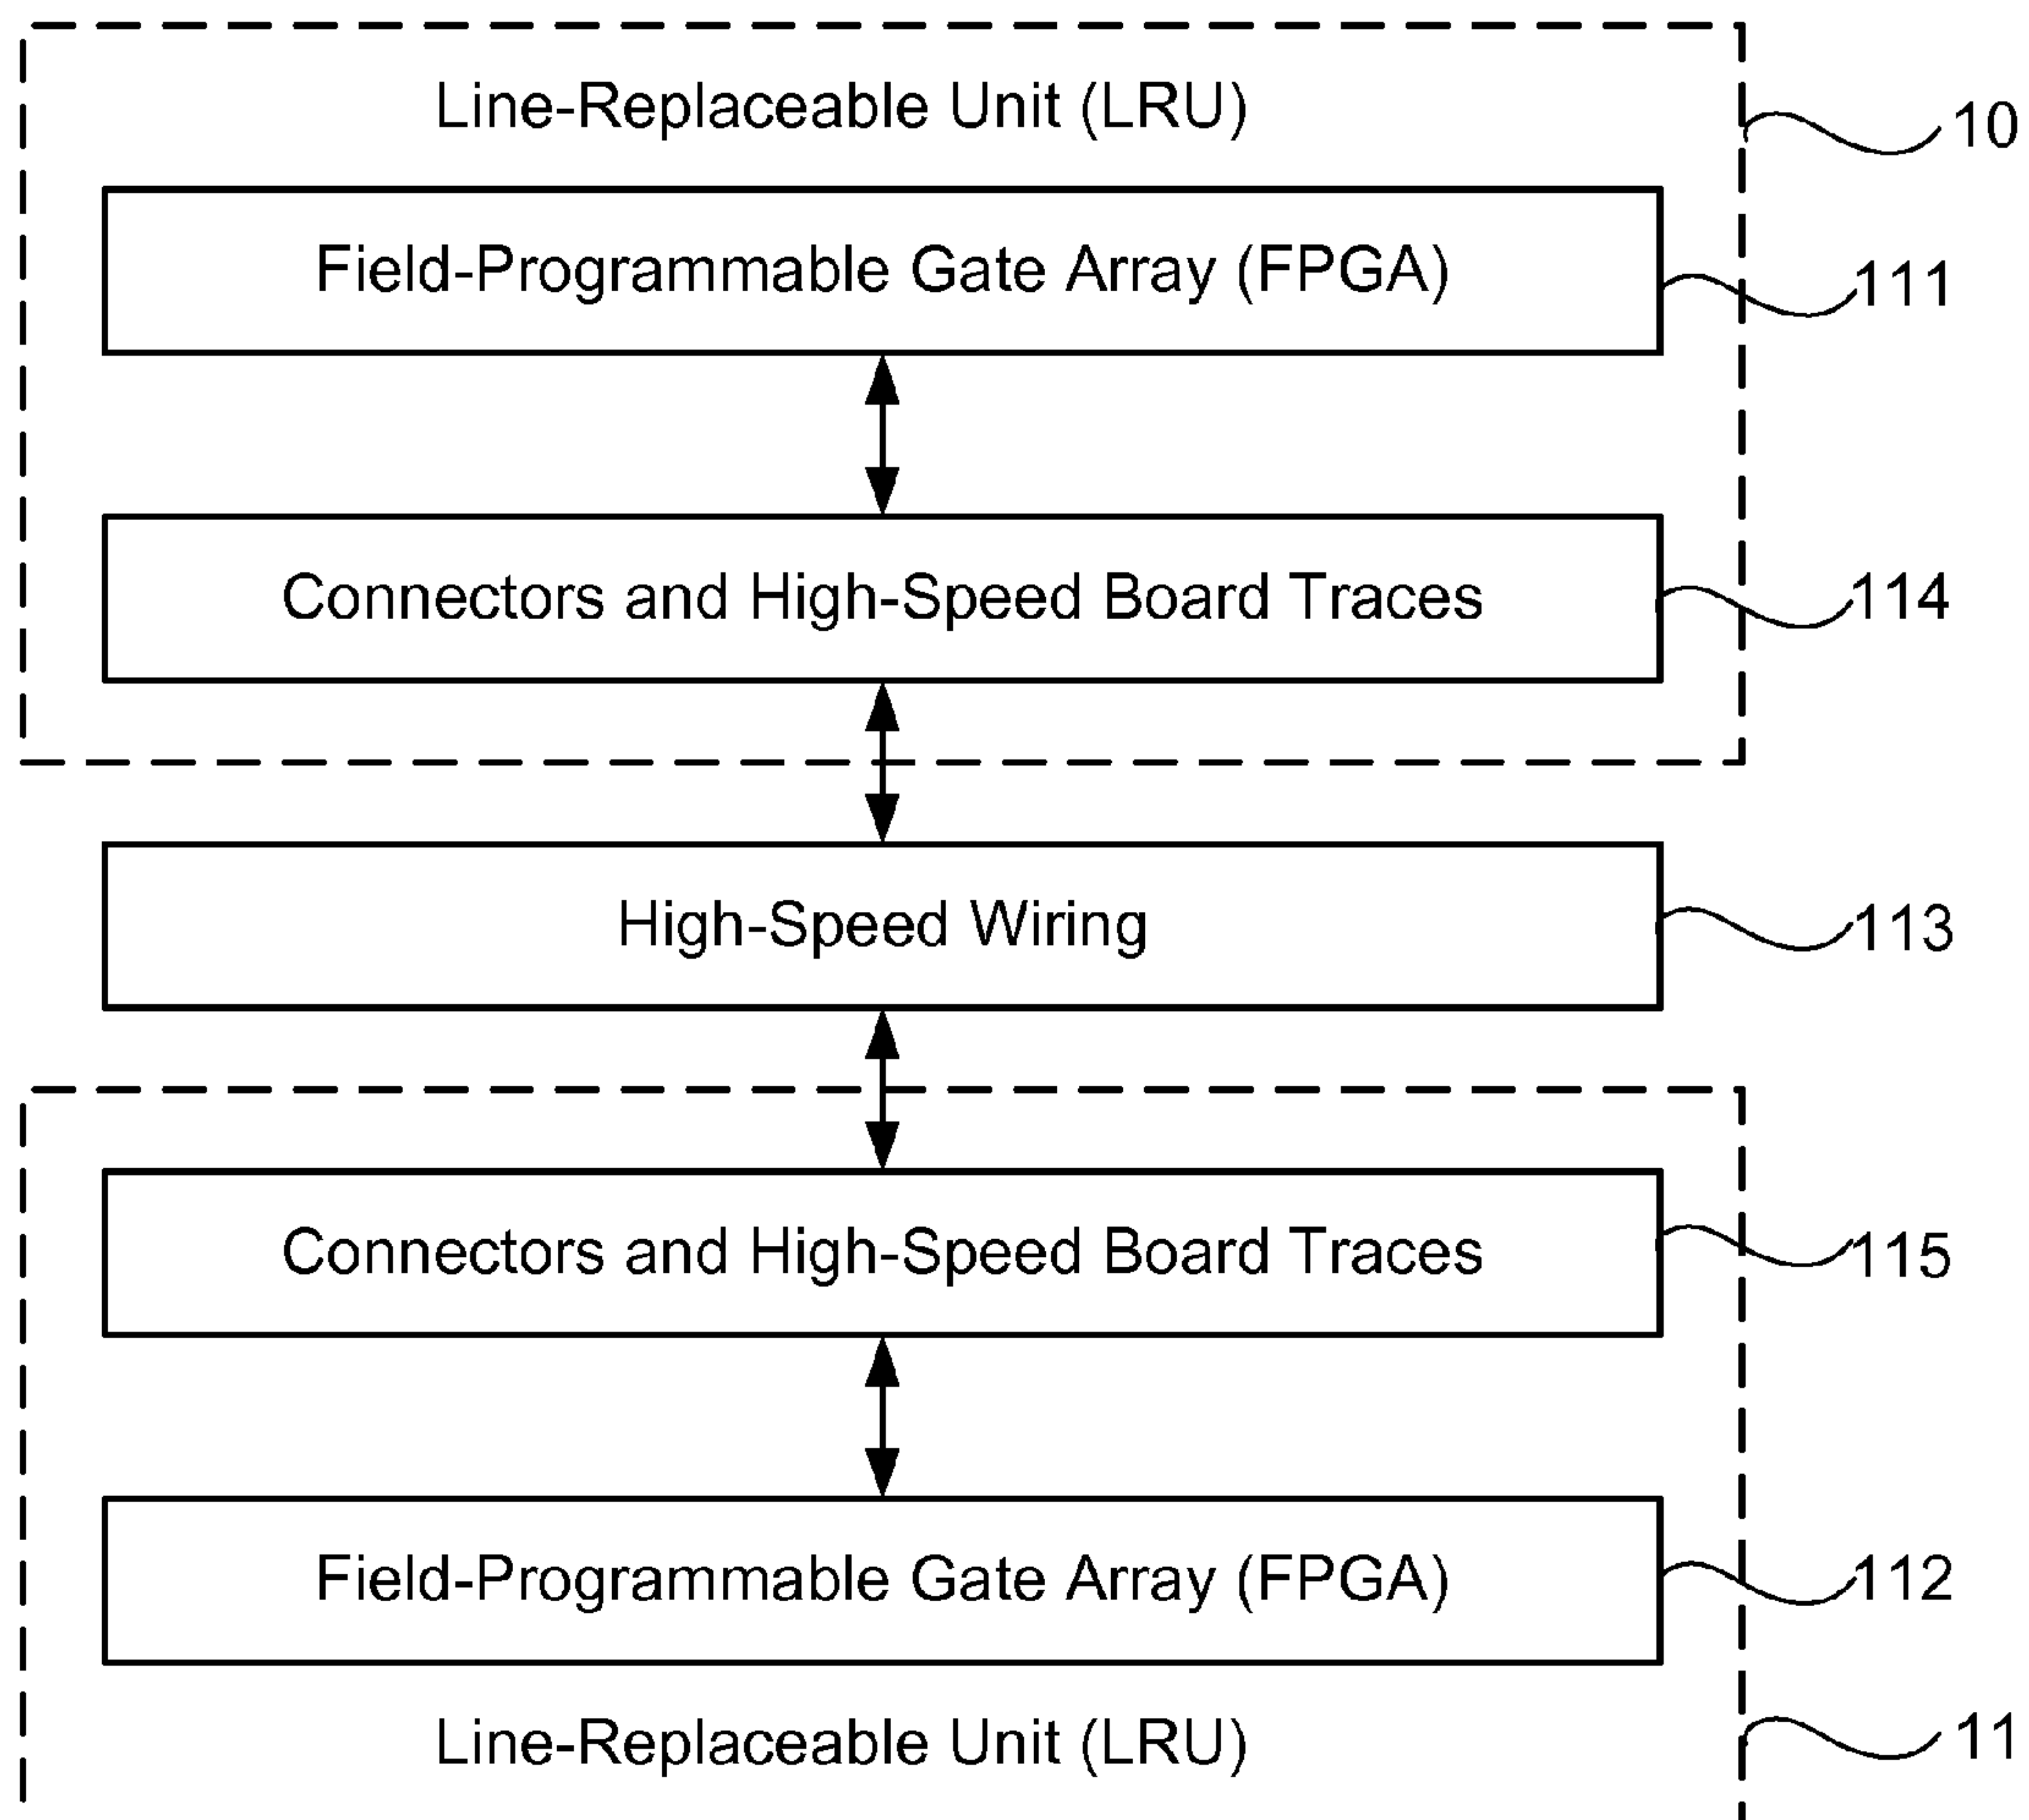 Line-Replaceable Unit (LRU)
10
Field-Programmable Gate Array (FPGA)
111
Connectors and High-Speed Board Traces
114
High-Speed Wiring
113
Connectors and High-Speed Board Traces
115
Field-Programmable Gate Array (FPGA)
112
Line-Replaceable Unit (LRU)
11